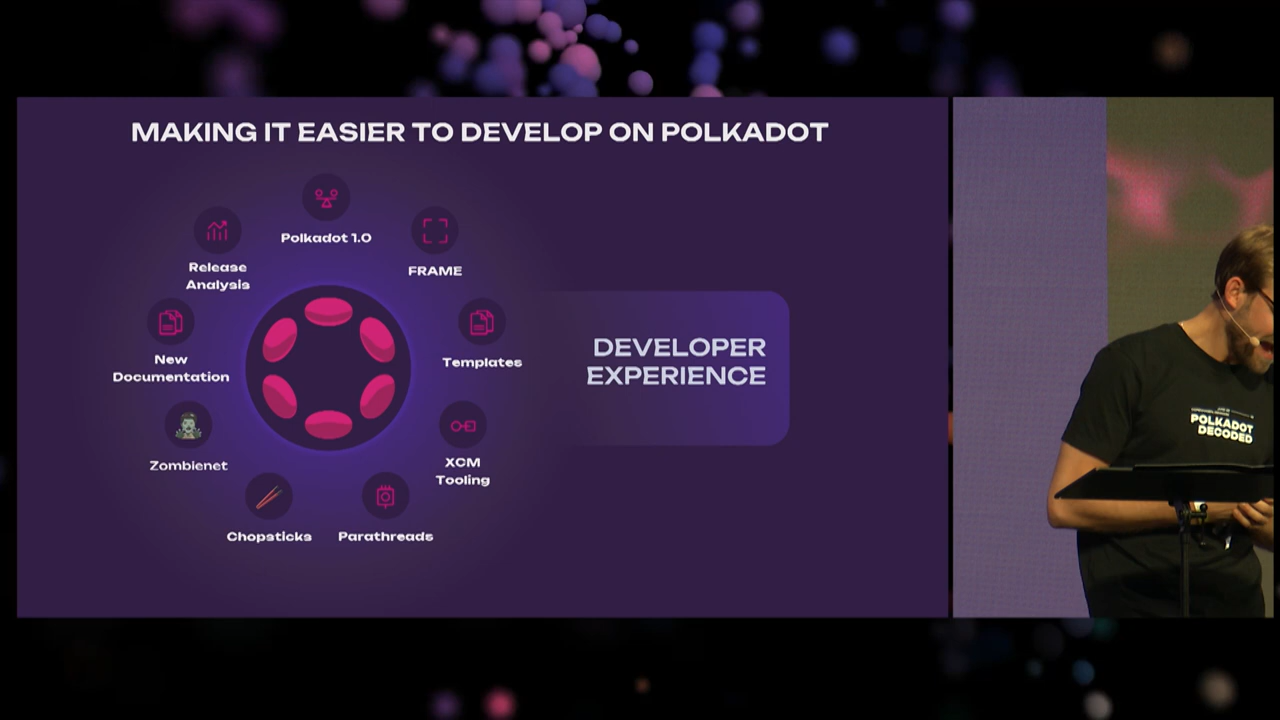 MAKING IT EASIER TO DEVELOP ON POLKADOT
Polkadot 1.0
Release
Analysis
FRAME
New
Documentation
Templates
DEVELOPER
EXPERIENCE
Zombienet
XCM
Tooling
Chopsticks
Parathreads
POLKADOT
DECODED